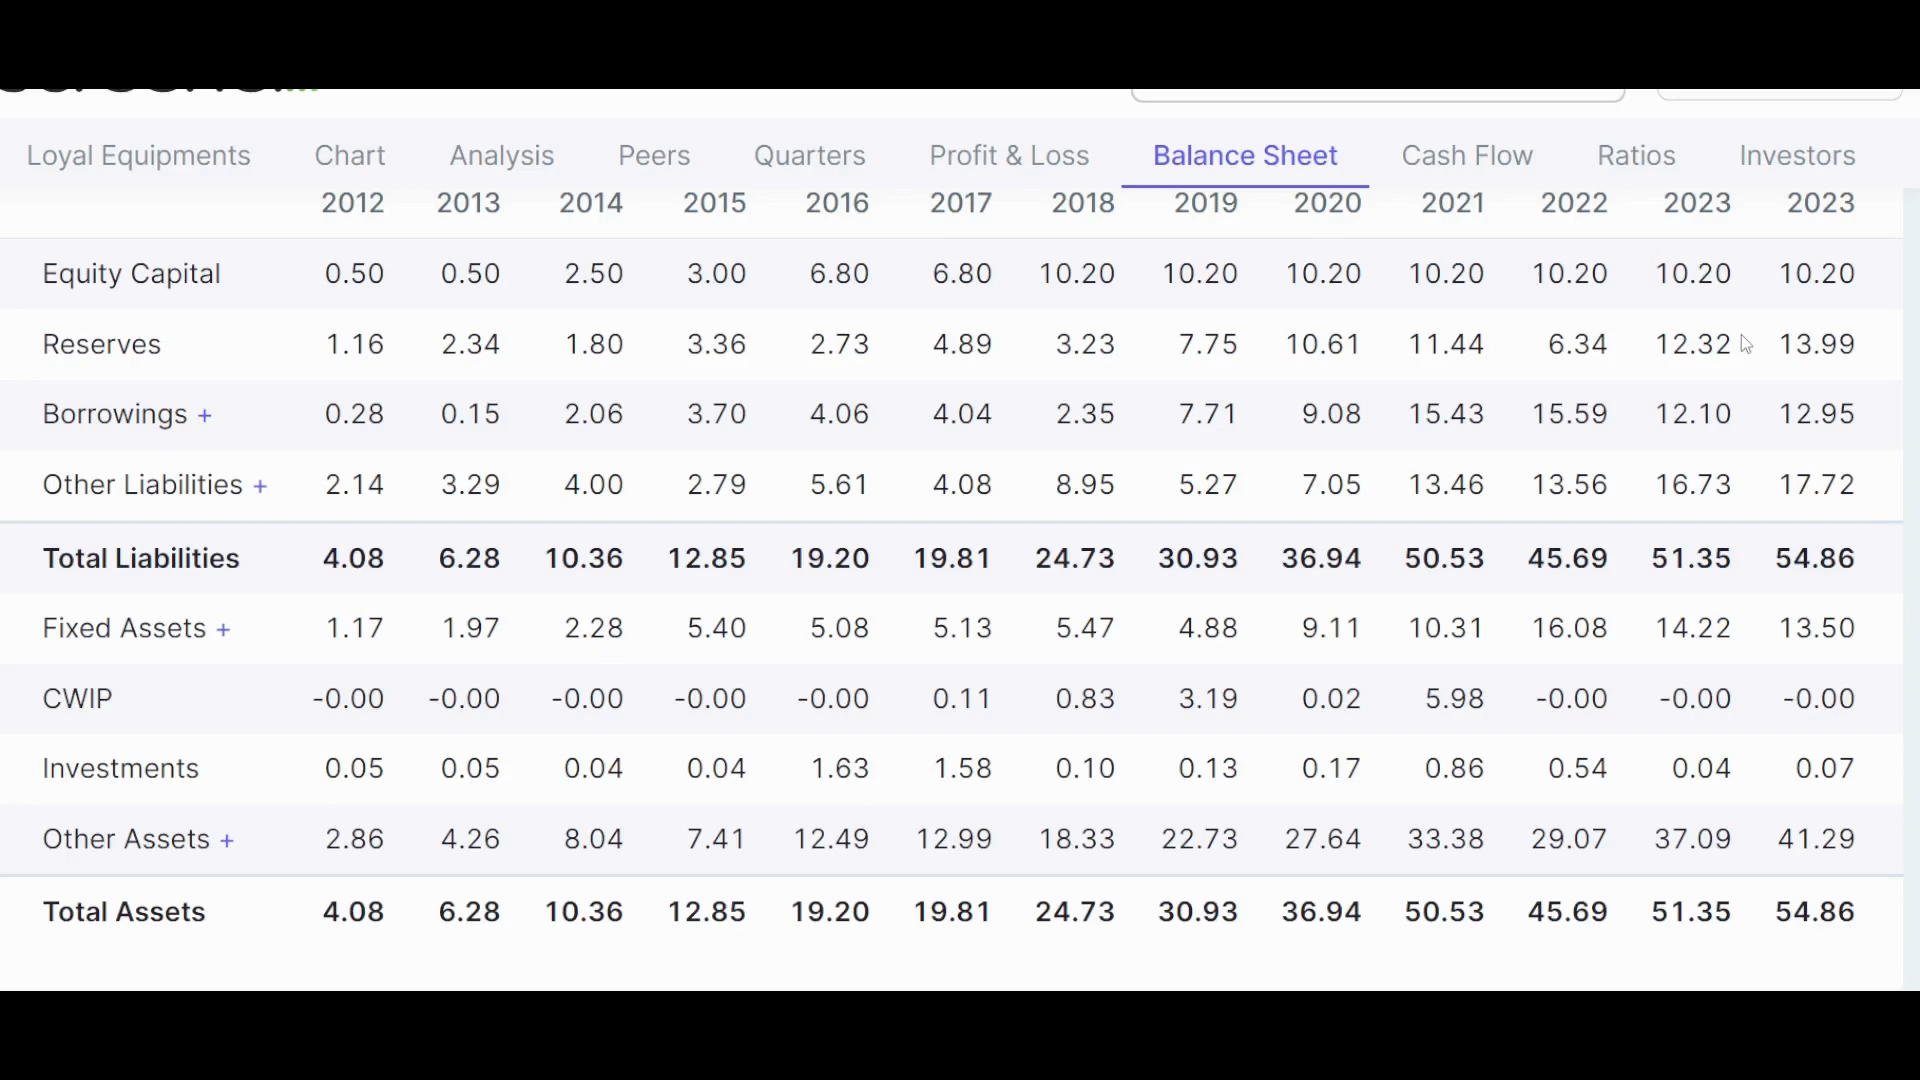 Loyal Equipments Chart Analysis Peers Quarters Profit & Loss Balance Sheet Cash Flow Ratios Investors
2012 2013 2014 2015 2016 2017 2018 2019 2020 2021 2022 2023 2023
Equity Capital 0.50 0.50 2.50 3.00 6.80 6.80 10.20 10.20 10.20 10.20 10.20 10.20 10.20
Reserves 1.16 2.34 1.80 3.36 2.73 4.89 3.23 7.75 10.61 11.44 6.34 12.32 13.99
Borrowings + 0.28 0.15 2.06 3.70 4.06 4.04 2.35 7.71 9.08 15.43 15.59 12.10 12.95
Other Liabilities + 2.14 3.29 4.00 2.79 5.61 4.08 8.95 5.27 7.05 13.46 13.56 16.73 17.72
Total Liabilities 4.08 6.28 10.36 12.85 19.20 19.81 24.73 30.93 36.94 50.53 45.69 51.35 54.86
Fixed Assets + 1.17 1.97 2.28 5.40 5.08 5.13 5.47 4.88 9.11 10.31 16.08 14.22 13.50
CWIP -0.00 -0.00 -0.00 -0.00 -0.00 0.11 0.83 3.19 0.02 5.98 -0.00 -0.00 -0.00
Investments 0.05 0.05 0.04 0.04 1.63 1.58 0.10 0.13 0.17 0.86 0.54 0.04 0.07
Other Assets + 2.86 4.26 8.04 7.41 12.49 12.99 18.33 22.73 27.64 33.38 29.07 37.09 41.29
Total Assets 4.08 6.28 10.36 12.85 19.20 19.81 24.73 30.93 36.94 50.53 45.69 51.35 54.86